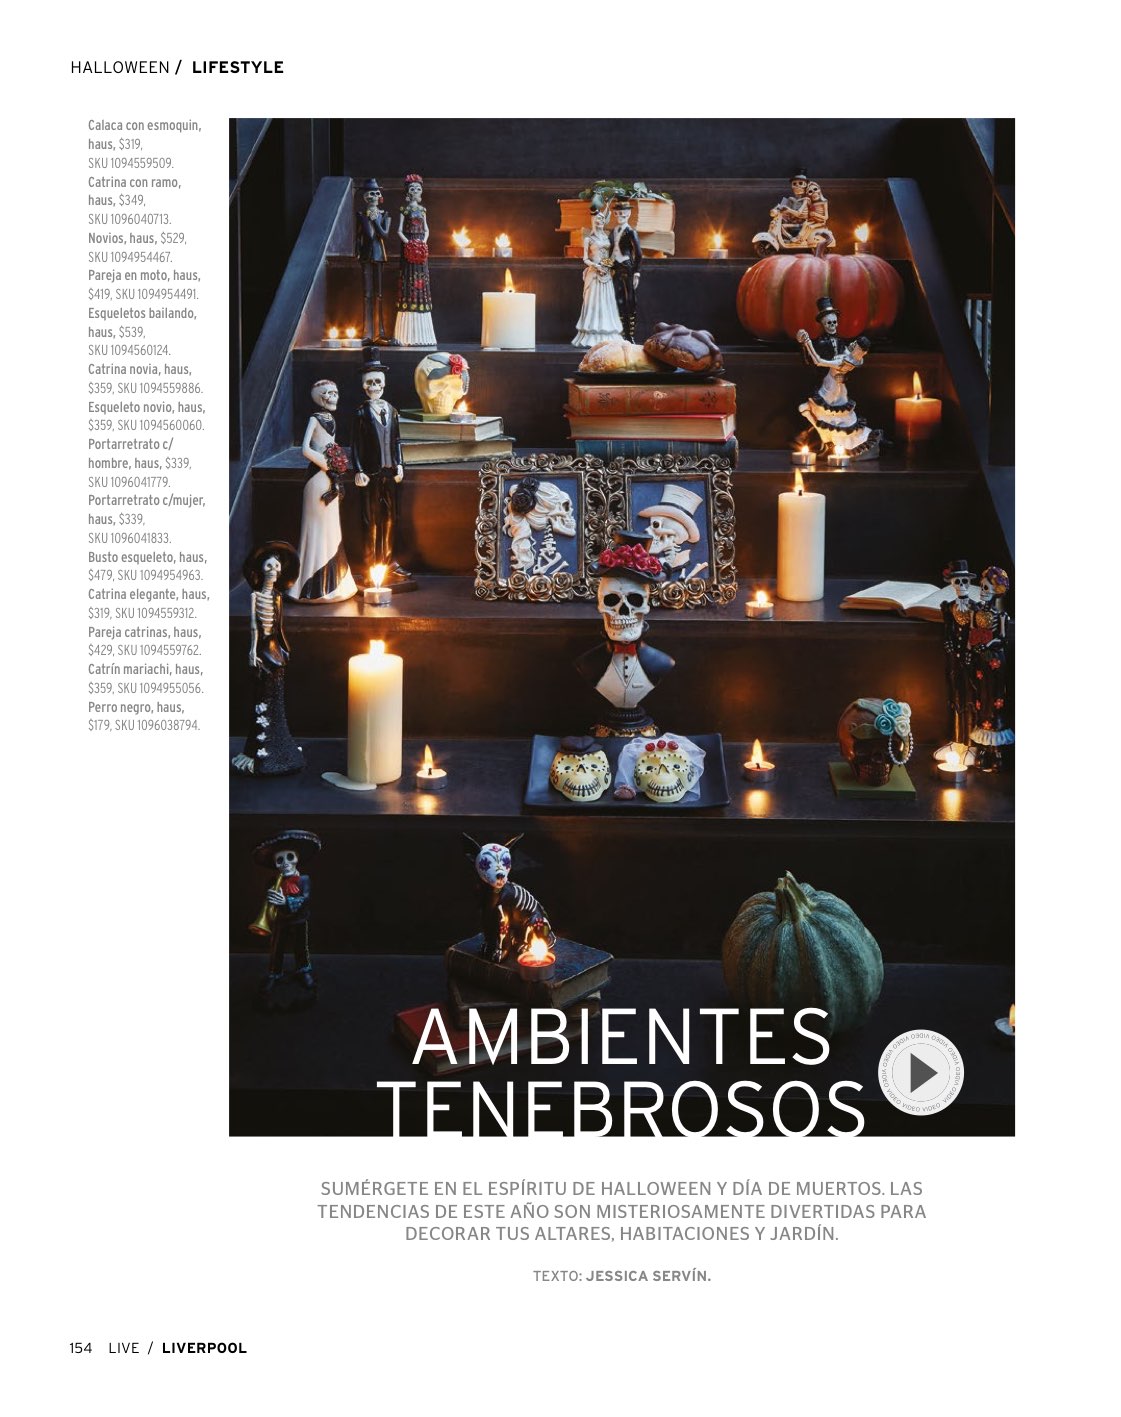 HALLOWEEN / LIFESTYLE
Calaca con esmoquin,
haus, $319,
SKU 1094559509.
Catrina con ramo,
haus, $349,
SKU 1096040713.
Novios, haus, $529,
SKU 1094954467.
Pareja en moto, haus,
$419, SKU 1094954491.
Esqueletos bailando,
haus, $539,
SKU 1094560124.
Catrina novia, haus,
$359, SKU 1094559886.
Esqueleto novio, haus,
$359, SKU 1094560060.
Portarretrato c/
hombre, haus, $339,
SKU 1096041779.
Portarretrato c/mujer,
haus, $339,
SKU 1096041833.
Busto esqueleto, haus,
$479, SKU 1094954963.
Catrina elegante, haus,
$319, SKU 1094559312.
Pareja catrinas, haus,
$429, SKU 1094559762.
Catrín mariachi, haus,
$359, SKU 1094955056.
Perro negro, haus,
$179, SKU 1096038794.
AMBIENTES
TENEBROSOS
VIDEO VIDEO VIDEO VIDEO VIDEO VIDEO VIDEO VIDEO VIDEO VIDEO
SUMÉRGETE EN EL ESPÍRITU DE HALLOWEEN Y DÍA DE MUERTOS. LAS
TENDENCIAS DE ESTE AÑO SON MISTERIOSAMENTE DIVERTIDAS PARA
DECORAR TUS ALTARES, HABITACIONES Y JARDÍN.
TEXTO: JESSICA SERVÍN.
154 LIVE / LIVERPOOL